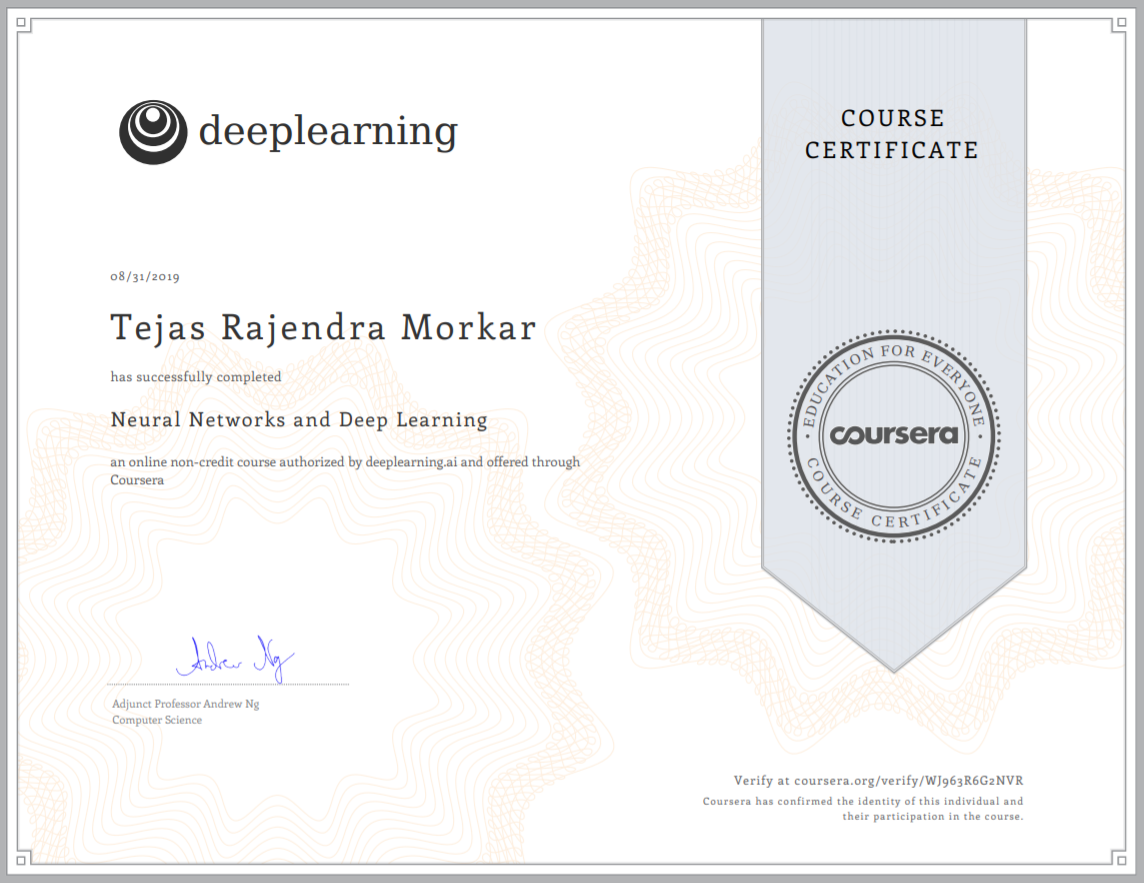 deeplearning
COURSE
CERTIFICATE
08/31/2019
Tejas Rajendra Morkar
has successfully completed
Neural Networks and Deep Learning
an online non-credit course authorized by deeplearning.ai and offered through
Coursera
EDUCATION FOR EVERYONE
coursera
COURSE CERTIFICATE
Andrew Ng
Adjunct Professor Andrew Ng
Computer Science
Verify at coursera.org/verify/WJ963R6G2NVR
Coursera has confirmed the identity of this individual and
their participation in the course.